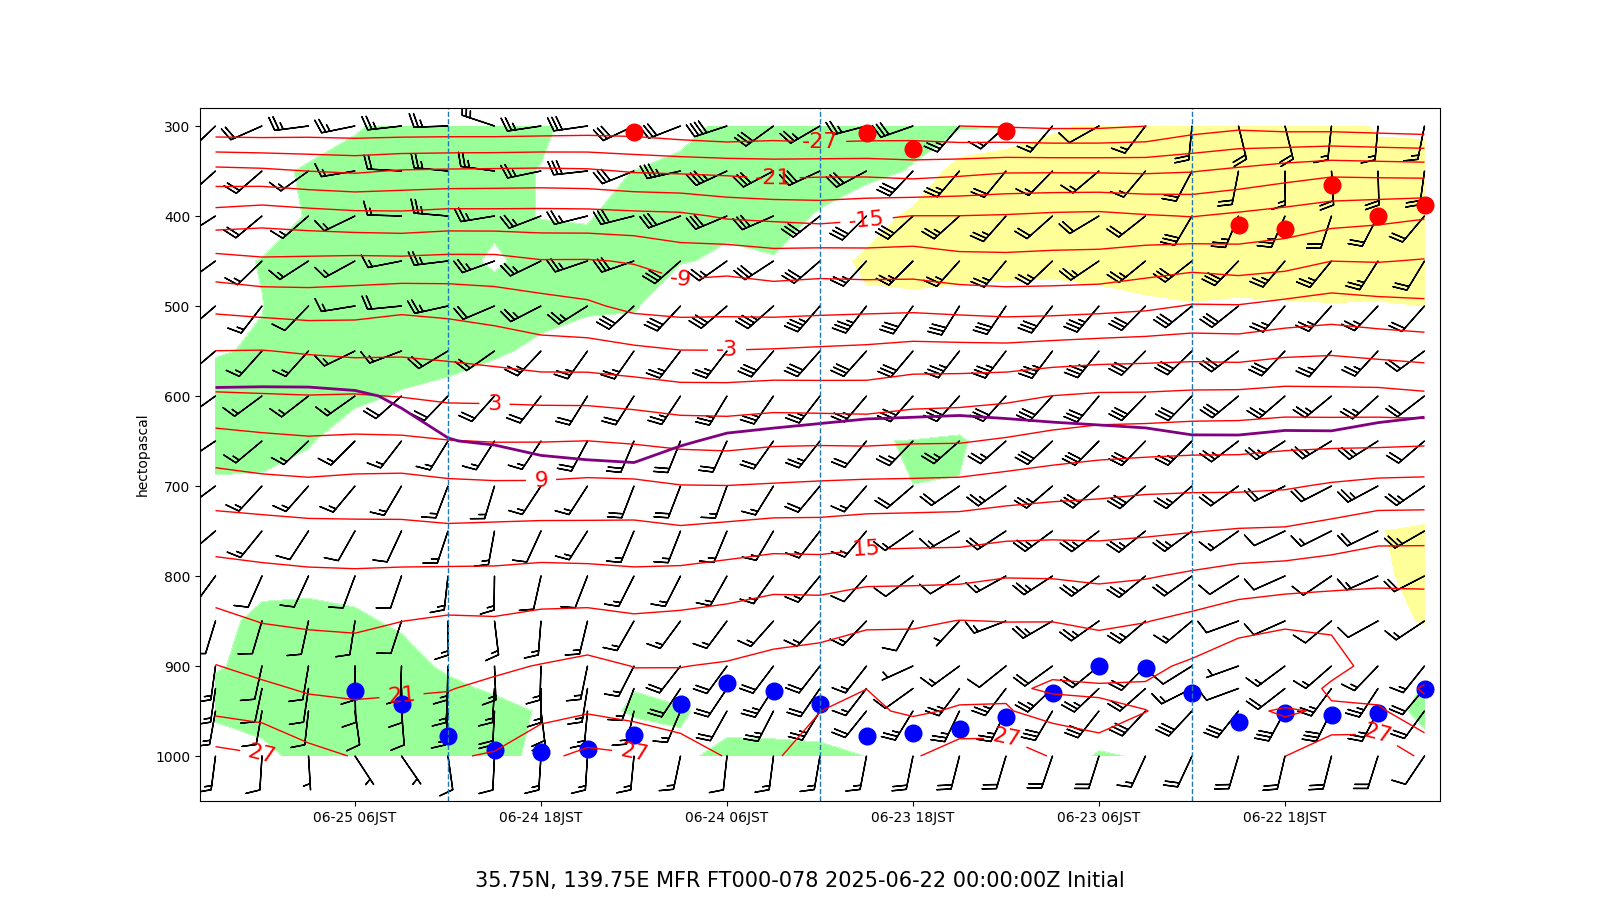 300
400
500
600
700
800
900
1000
hectopascal
-27
-21
-15
-9
-3
3
9
15
21
27
27
27
27
06-25 06JST
06-24 18JST
06-24 06JST
06-23 18JST
06-23 06JST
06-22 18JST
35.75N, 139.75E MFR FT000-078 2025-06-22 00:00:00Z Initial